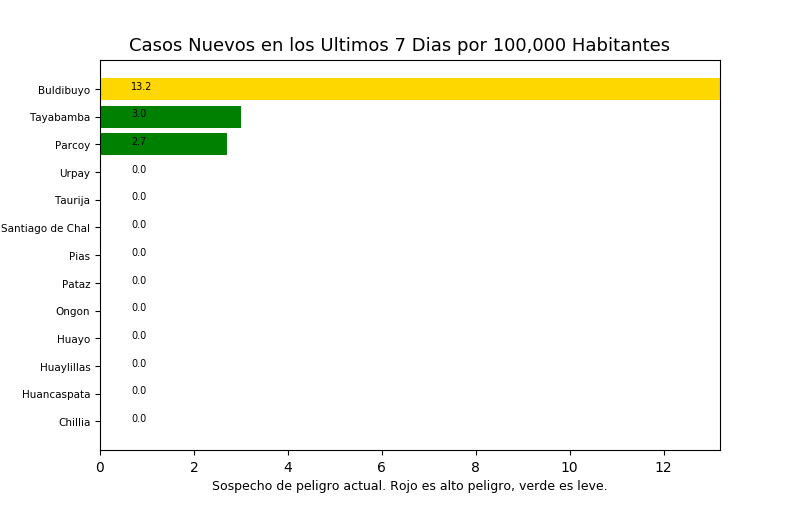 Casos Nuevos en los Ultimos 7 Dias por 100,000 Habitantes
Buldibuyo 13.2
Tayabamba 3.0
Parcoy 2.7
Urpay 0.0
Taurija 0.0
Santiago de Chal 0.0
Pias 0.0
Pataz 0.0
Ongon 0.0
Huayo 0.0
Huaylillas 0.0
Huancaspata 0.0
Chillia 0.0
0 2 4 6 8 10 12
Sospecho de peligro actual. Rojo es alto peligro, verde es leve.